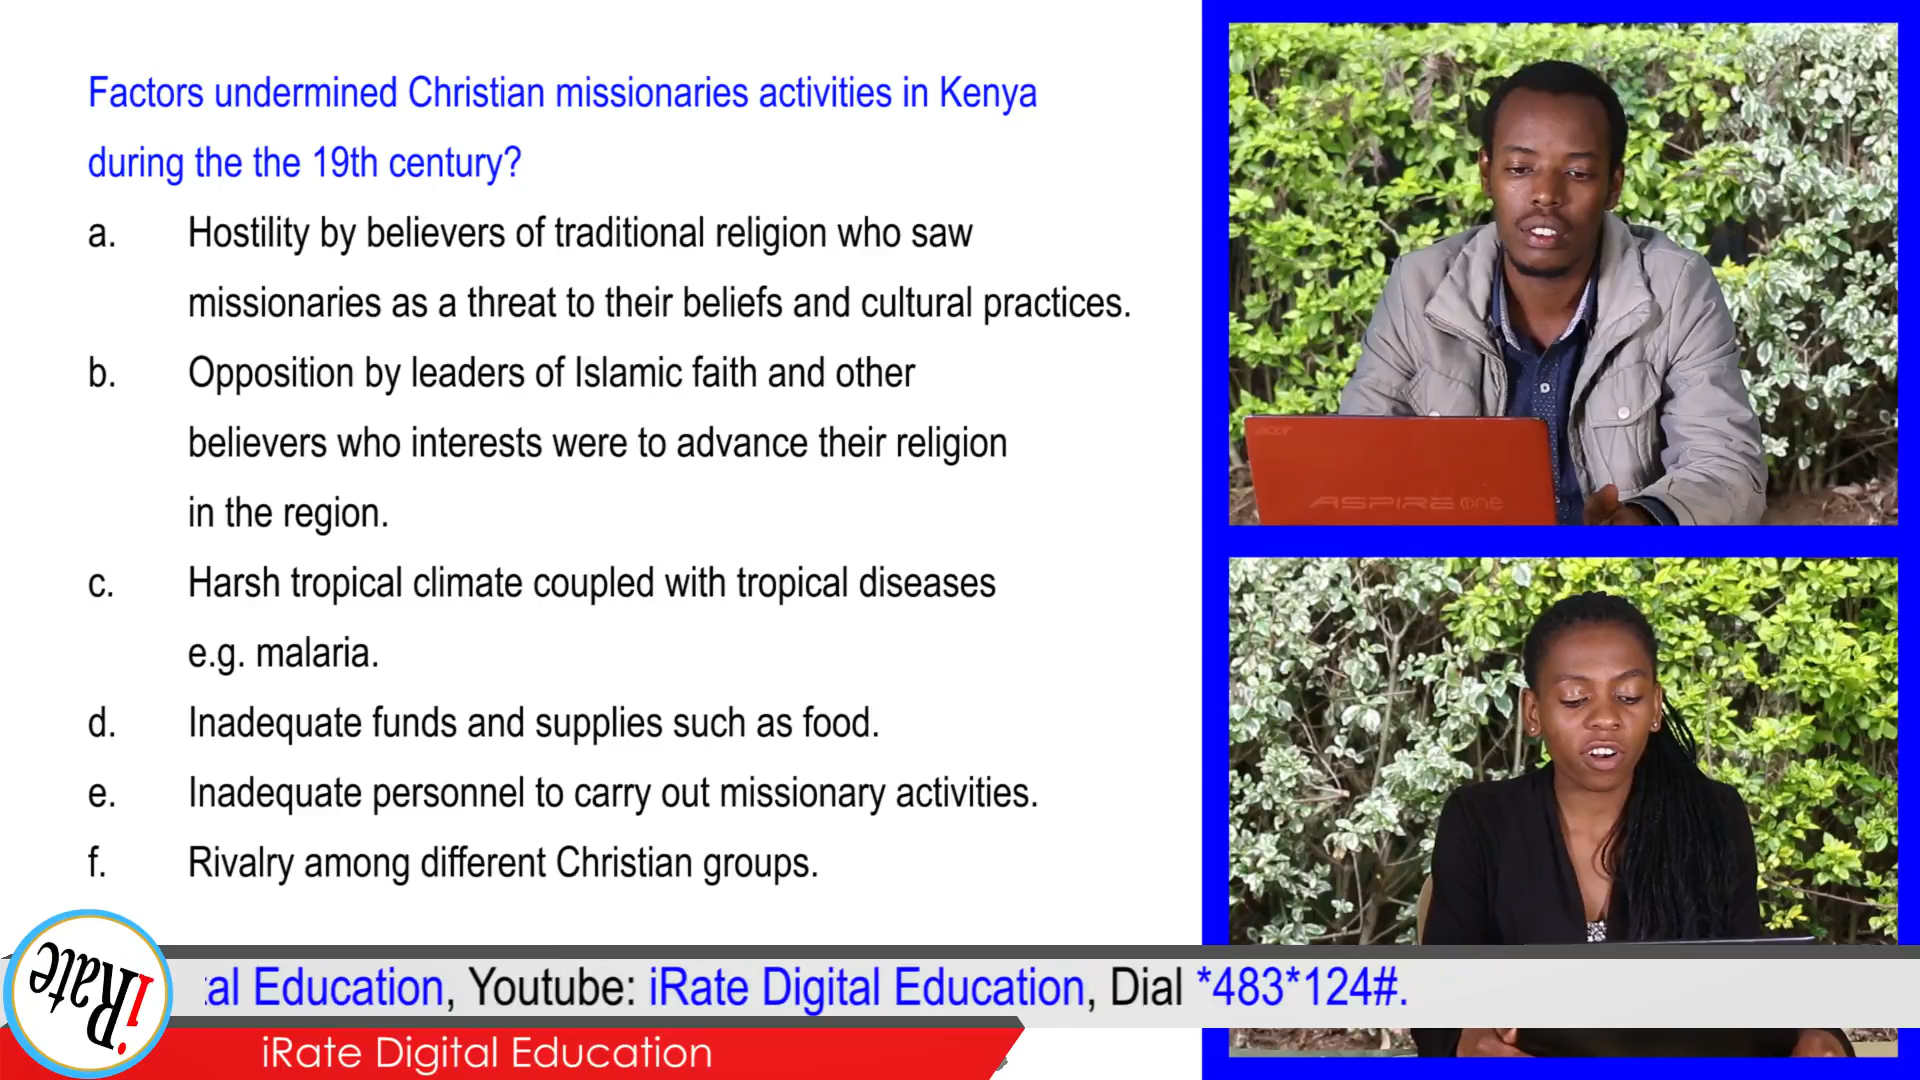 Factors undermined Christian missionaries activities in Kenya
during the the 19th century?
a. Hostility by believers of traditional religion who saw
missionaries as a threat to their beliefs and cultural practices.
b. Opposition by leaders of Islamic faith and other
believers who interests were to advance their religion
in the region.
c. Harsh tropical climate coupled with tropical diseases
e.g. malaria.
d. Inadequate funds and supplies such as food.
e. Inadequate personnel to carry out missionary activities.
f. Rivalry among different Christian groups.
acer
ASPIRE one
iRate
tal Education, Youtube: iRate Digital Education, Dial *483*124#.
iRate Digital Education